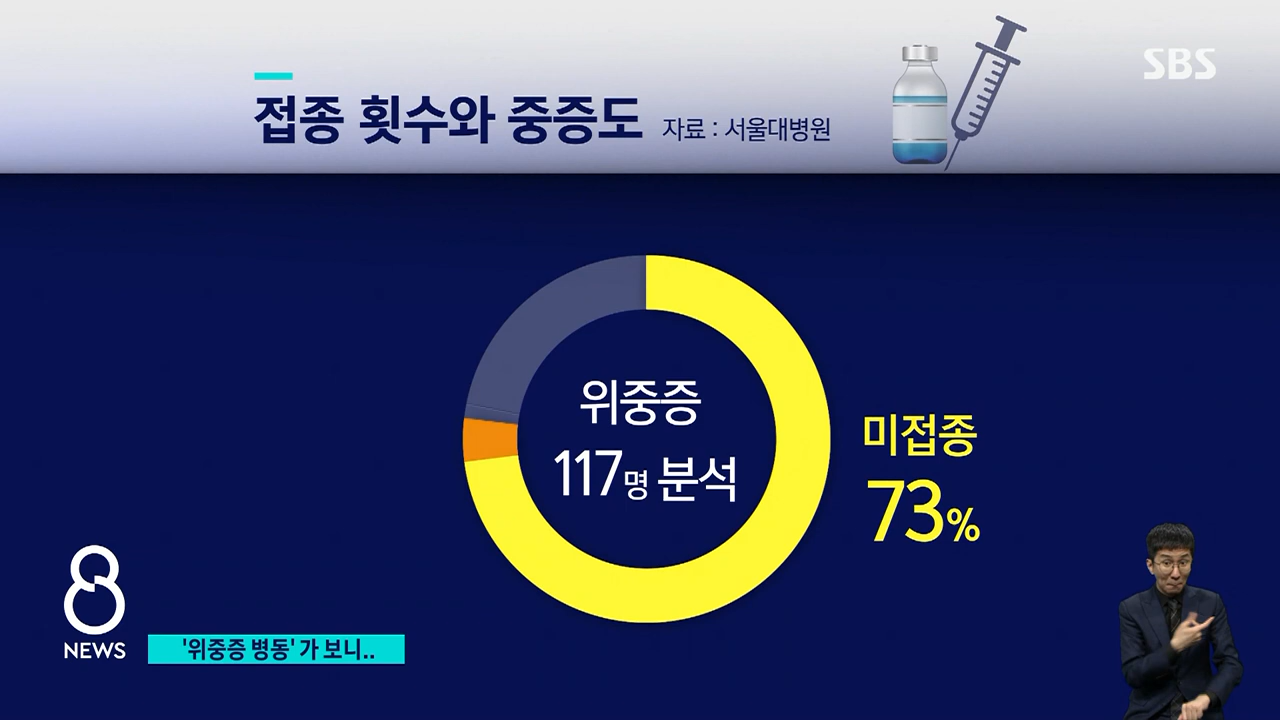 SBS
접종 횟수와 중증도 자료 : 서울대병원
위중증
117명 분석
미접종
73%
8
NEWS
'위중증 병동' 가 보니..